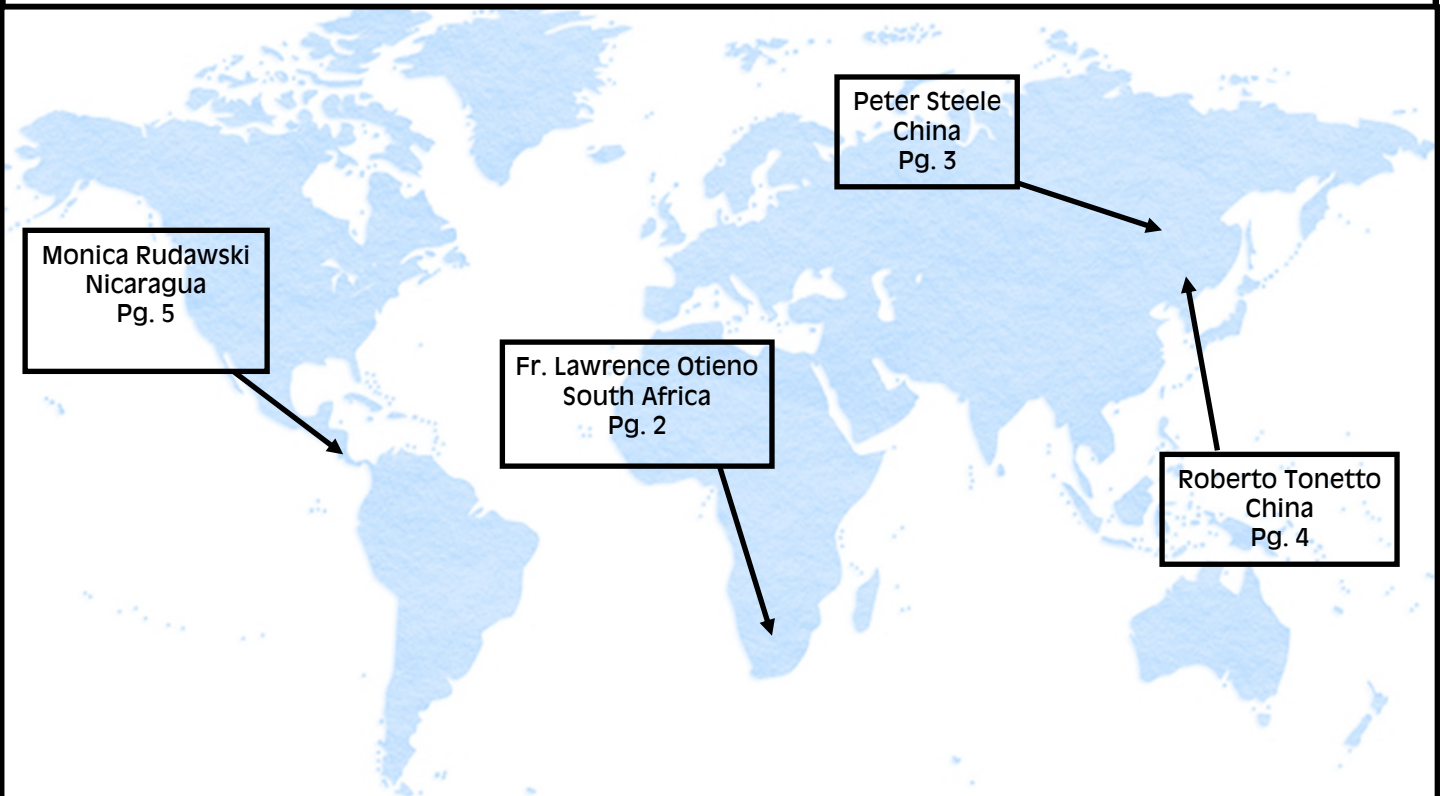 Peter Steele
China
Pg. 3
Monica Rudawski
Nicaragua
Pg. 5
Fr. Lawrence Otieno
South Africa
Pg. 2
Roberto Tonetto
China
Pg. 4